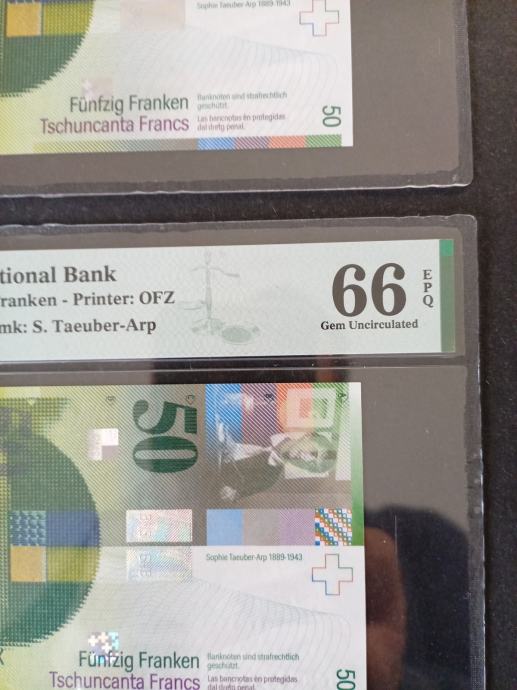 Sophie Taeuber-Arp 1889-1943
Fünfzig Franken
Tschuncanta Francs
Banknoten sind strafrechtlich
geschützt.
Las bancnotas èn protegidas
dal dretg penal.
50
tional Bank
ranken - Printer: OFZ
mk: S. Taeuber-Arp
66
EPQ
Gem Uncirculated
50
Sophie Taeuber-Arp 1889-1943
Fünfzig Franken
Tschuncanta Francs
Banknoten sind strafrechtlich
geschützt.
Las bancnotas èn protegidas
dal dretg penal.
50